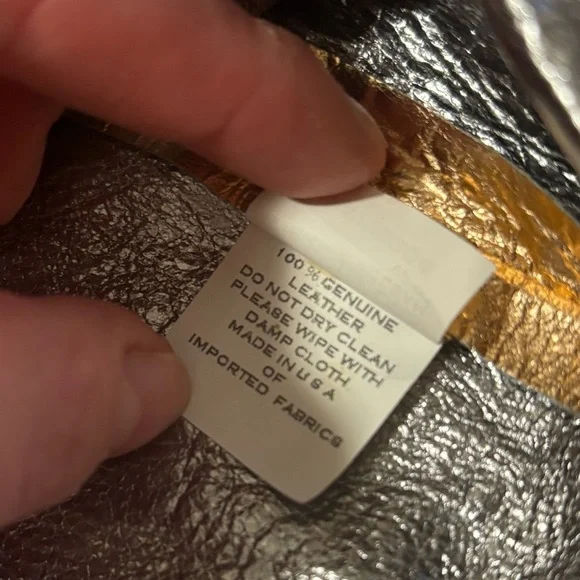 100% GENUINE
LEATHER
DO NOT DRY CLEAN
PLEASE WIPE WITH
DAMP CLOTH
MADE IN U S A
OF
IMPORTED FABRICS